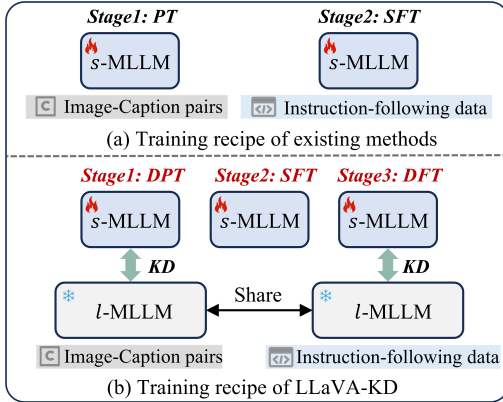 Stage1: PT Stage2: SFT
s-MLLM s-MLLM
C Image-Caption pairs </> Instruction-following data
(a) Training recipe of existing methods
Stage1: DPT Stage2: SFT Stage3: DFT
s-MLLM s-MLLM s-MLLM
KD KD
l-MLLM Share l-MLLM
C Image-Caption pairs </> Instruction-following data
(b) Training recipe of LLaVA-KD